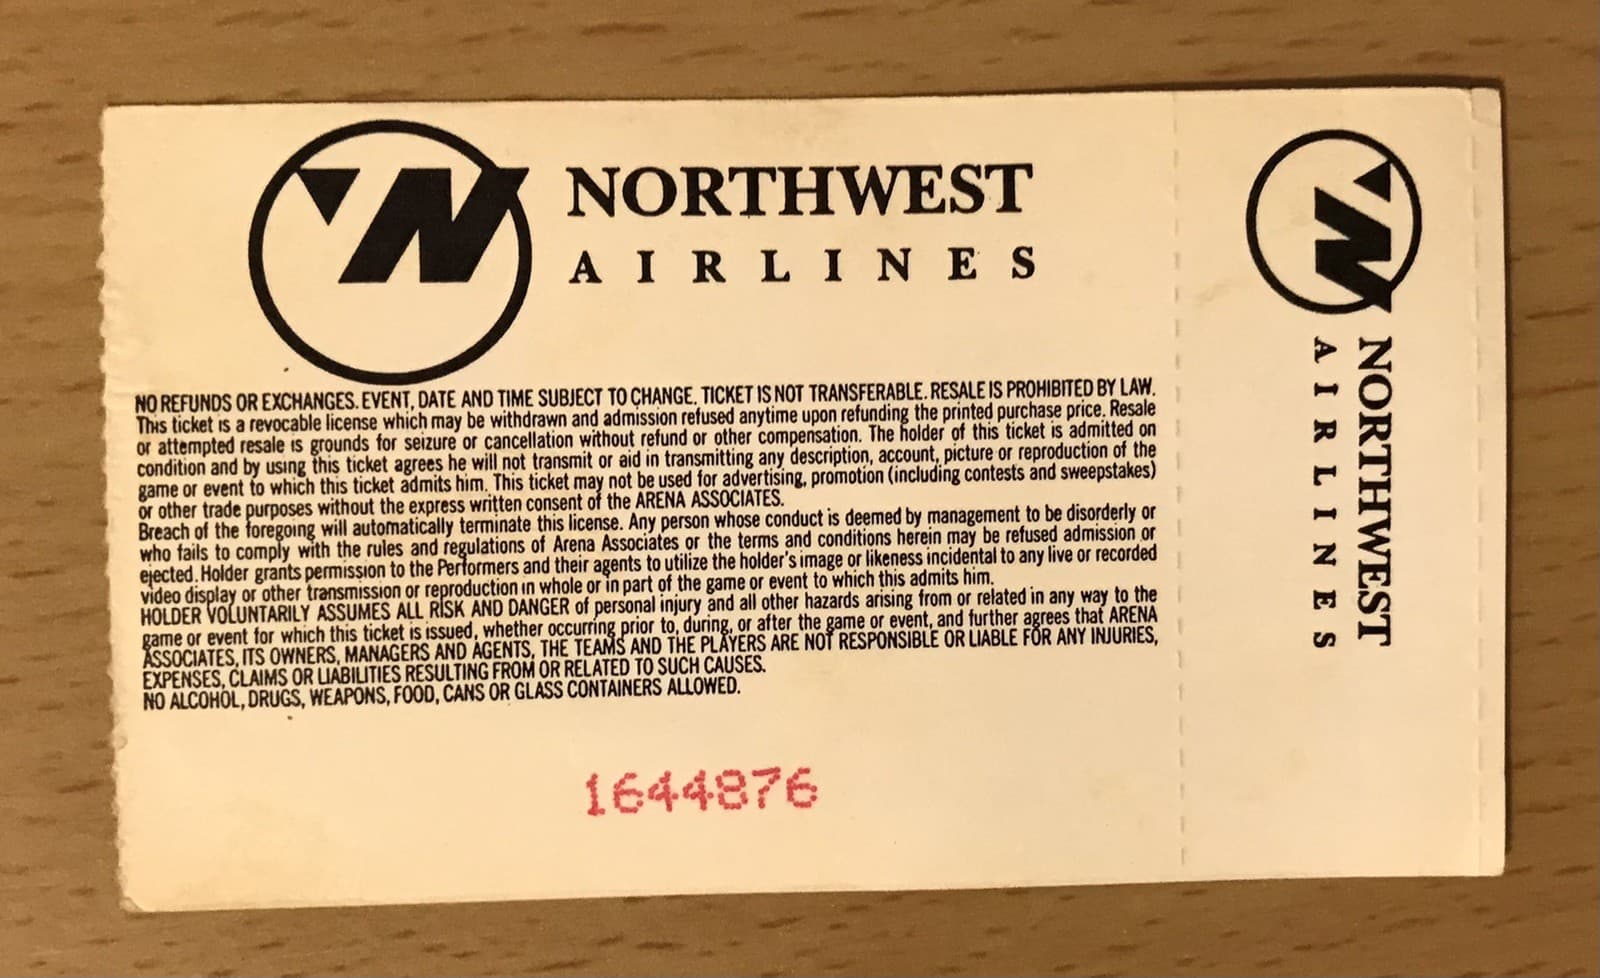 NORTHWEST
AIRLINES
NO REFUNDS OR EXCHANGES. EVENT, DATE AND TIME SUBJECT TO CHANGE. TICKET IS NOT TRANSFERABLE. RESALE IS PROHIBITED BY LAW.
This ticket is a revocable license which may be withdrawn and admission refused anytime upon refunding the printed purchase price. Resale
or attempted resale is grounds for seizure or cancellation without refund or other compensation. The holder of this ticket is admitted on
condition and by using this ticket agrees he will not transmit or aid in transmitting any description, account, picture or reproduction of the
game or event to which this ticket admits him. This ticket may not be used for advertising, promotion (including contests and sweepstakes)
or other trade purposes without the express written consent of the ARENA ASSOCIATES.
Breach of the foregoing will automatically terminate this license. Any person whose conduct is deemed by management to be disorderly or
who fails to comply with the rules and regulations of Arena Associates or the terms and conditions herein may be refused admission or
ejected. Holder grants permission to the Performers and their agents to utilize the holder's image or likeness incidental to any live or recorded
video display or other transmission or reproduction in whole or in part of the game or event to which this admits him.
HOLDER VOLUNTARILY ASSUMES ALL RISK AND DANGER of personal injury and all other hazards arising from or related in any way to the
game or event for which this ticket is issued, whether occurring prior to, during, or after the game or event, and further agrees that ARENA
ASSOCIATES, ITS OWNERS, MANAGERS AND AGENTS, THE TEAMS AND THE PLAYERS ARE NOT RESPONSIBLE OR LIABLE FOR ANY INJURIES,
EXPENSES, CLAIMS OR LIABILITIES RESULTING FROM OR RELATED TO SUCH CAUSES.
NO ALCOHOL, DRUGS, WEAPONS, FOOD, CANS OR GLASS CONTAINERS ALLOWED.
1644876
NORTHWEST
AIRLINES